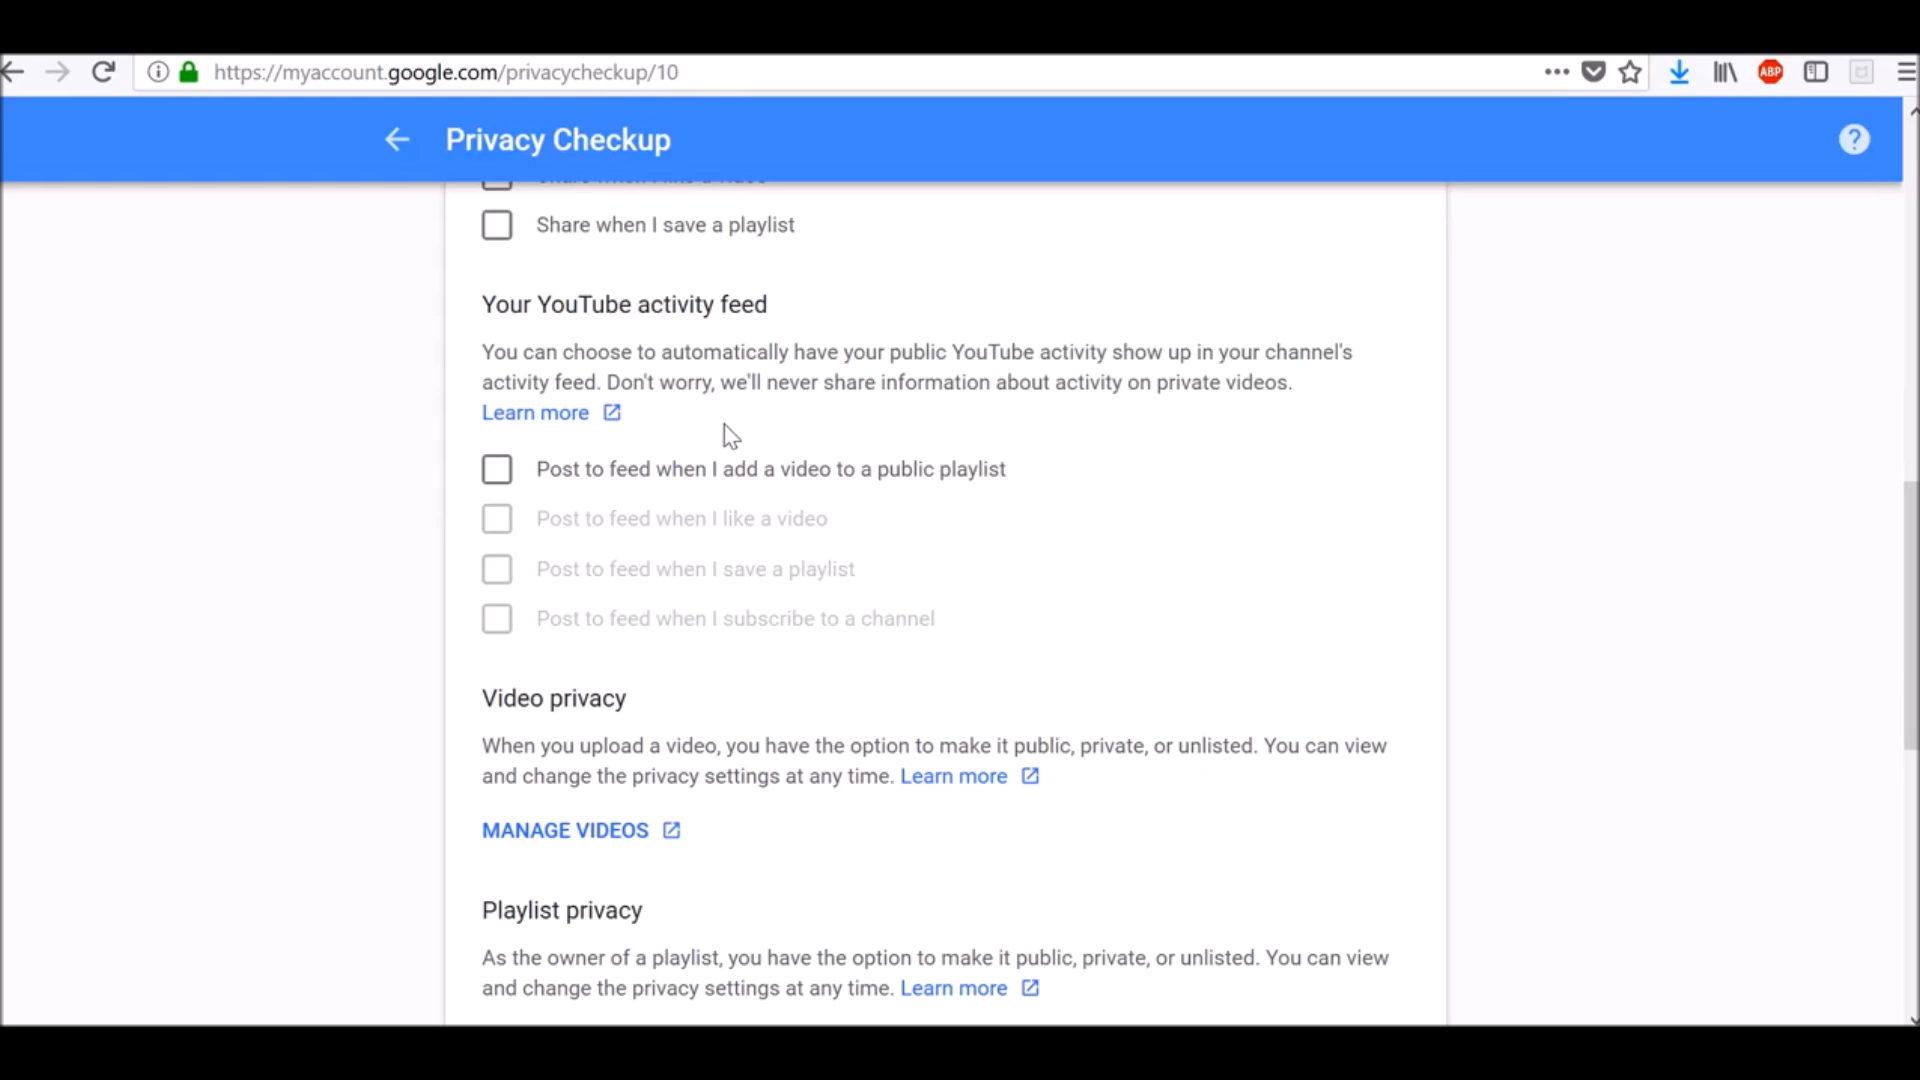 https://myaccount.google.com/privacycheckup/10
ABP
Privacy Checkup
?
Share when I save a playlist
Your YouTube activity feed
You can choose to automatically have your public YouTube activity show up in your channel's
activity feed. Don't worry, we'll never share information about activity on private videos.
Learn more
Post to feed when I add a video to a public playlist
Post to feed when I like a video
Post to feed when I save a playlist
Post to feed when I subscribe to a channel
Video privacy
When you upload a video, you have the option to make it public, private, or unlisted. You can view
and change the privacy settings at any time. Learn more
MANAGE VIDEOS
Playlist privacy
As the owner of a playlist, you have the option to make it public, private, or unlisted. You can view
and change the privacy settings at any time. Learn more